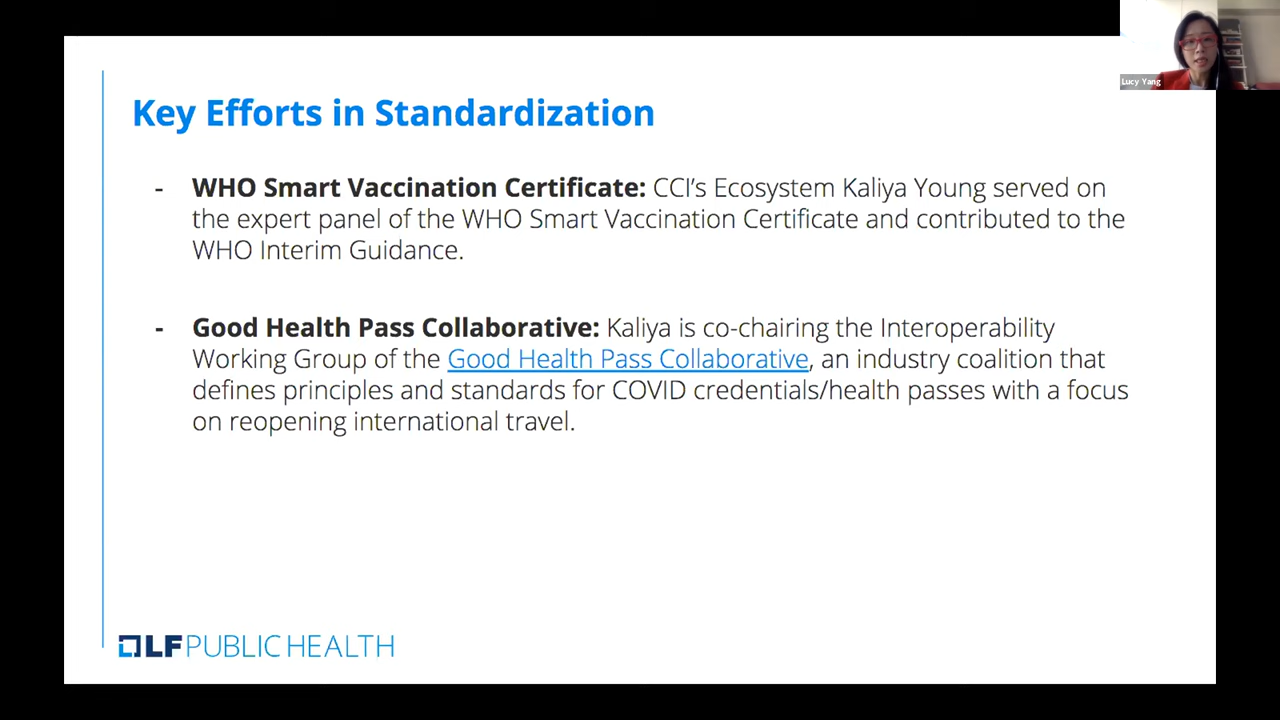 Lucy Yang
Key Efforts in Standardization
- WHO Smart Vaccination Certificate: CCI’s Ecosystem Kaliya Young served on
the expert panel of the WHO Smart Vaccination Certificate and contributed to the
WHO Interim Guidance.
- Good Health Pass Collaborative: Kaliya is co-chairing the Interoperability
Working Group of the Good Health Pass Collaborative, an industry coalition that
defines principles and standards for COVID credentials/health passes with a focus
on reopening international travel.
LF PUBLIC HEALTH